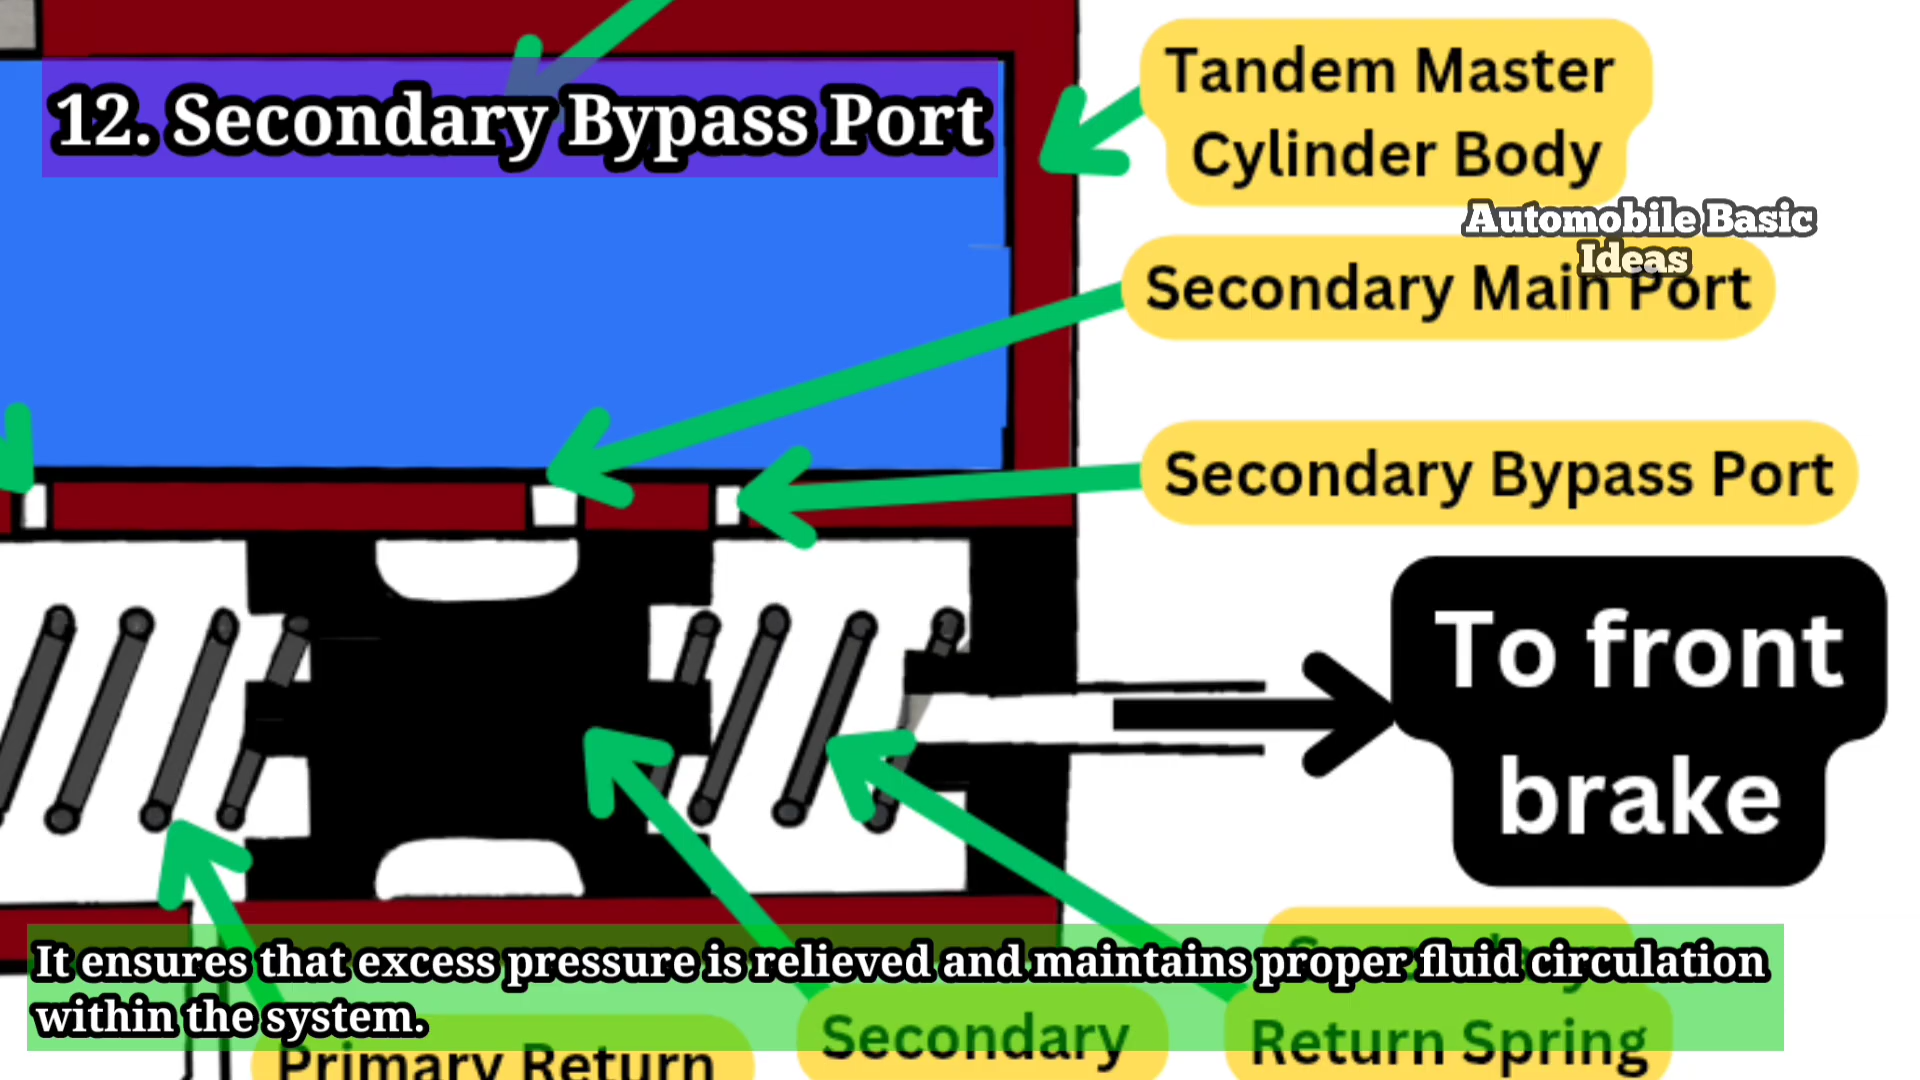 12. Secondary Bypass Port
Tandem Master
Cylinder Body
Automobile Basic
Ideas
Secondary Main Port
Secondary Bypass Port
To front
brake
It ensures that excess pressure is relieved and maintains proper fluid circulation
within the system.
Primary Return
Secondary
Secondary
Return Spring